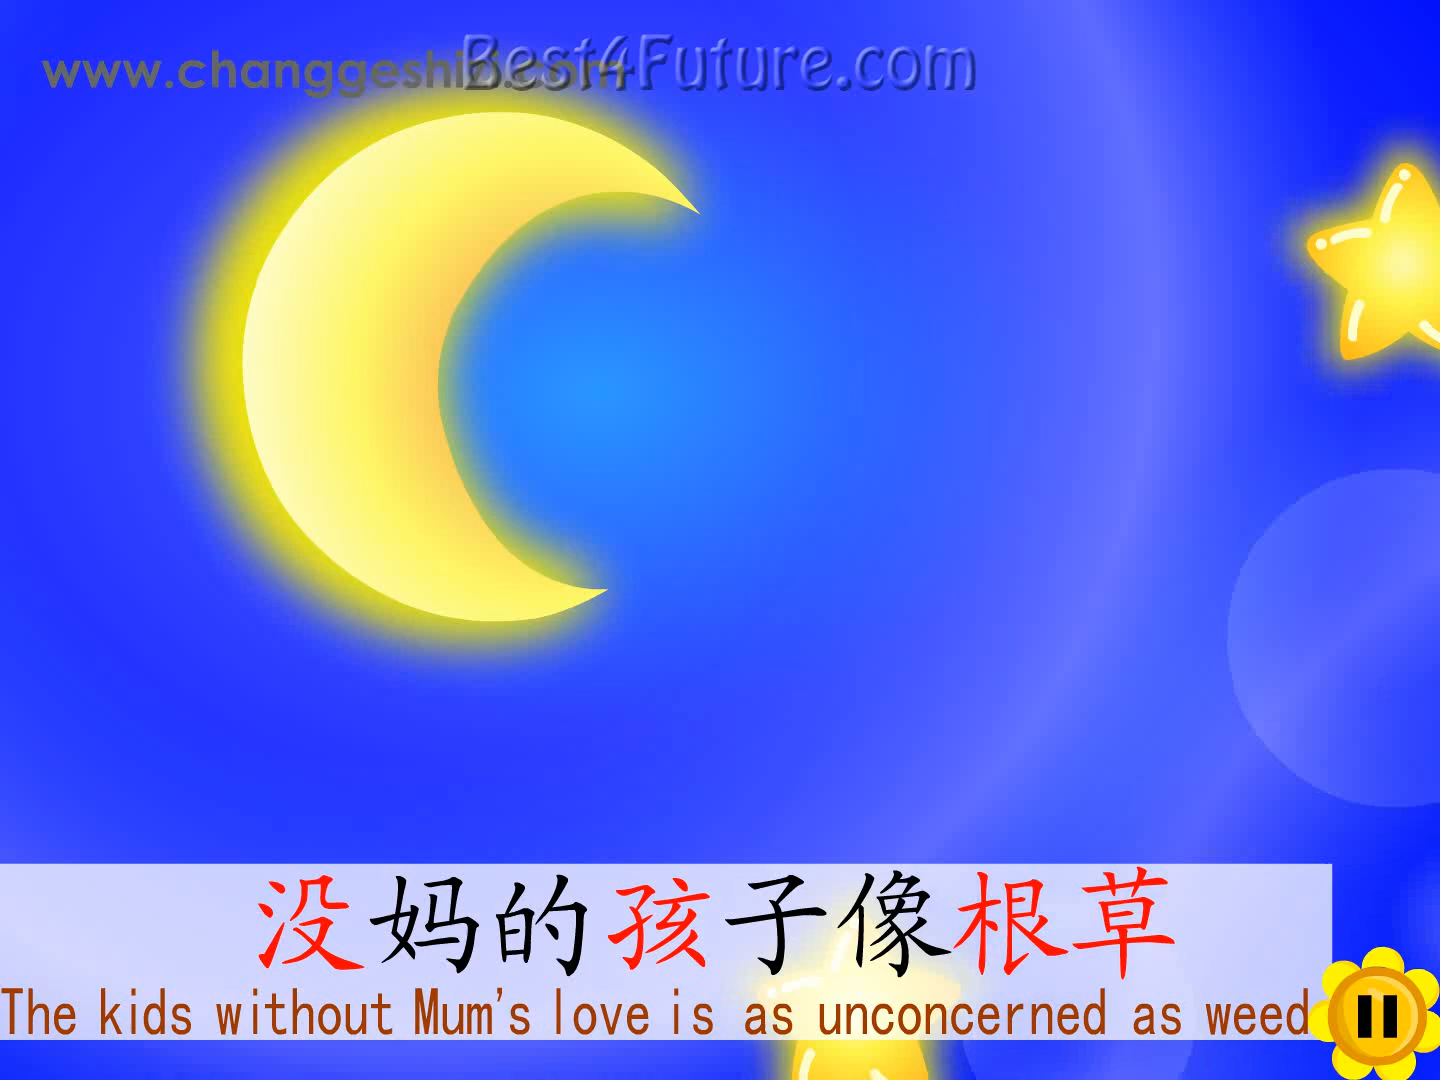 Best4Future.com
没妈的孩子像根草
The kids without Mum's love is as unconcerned as weed